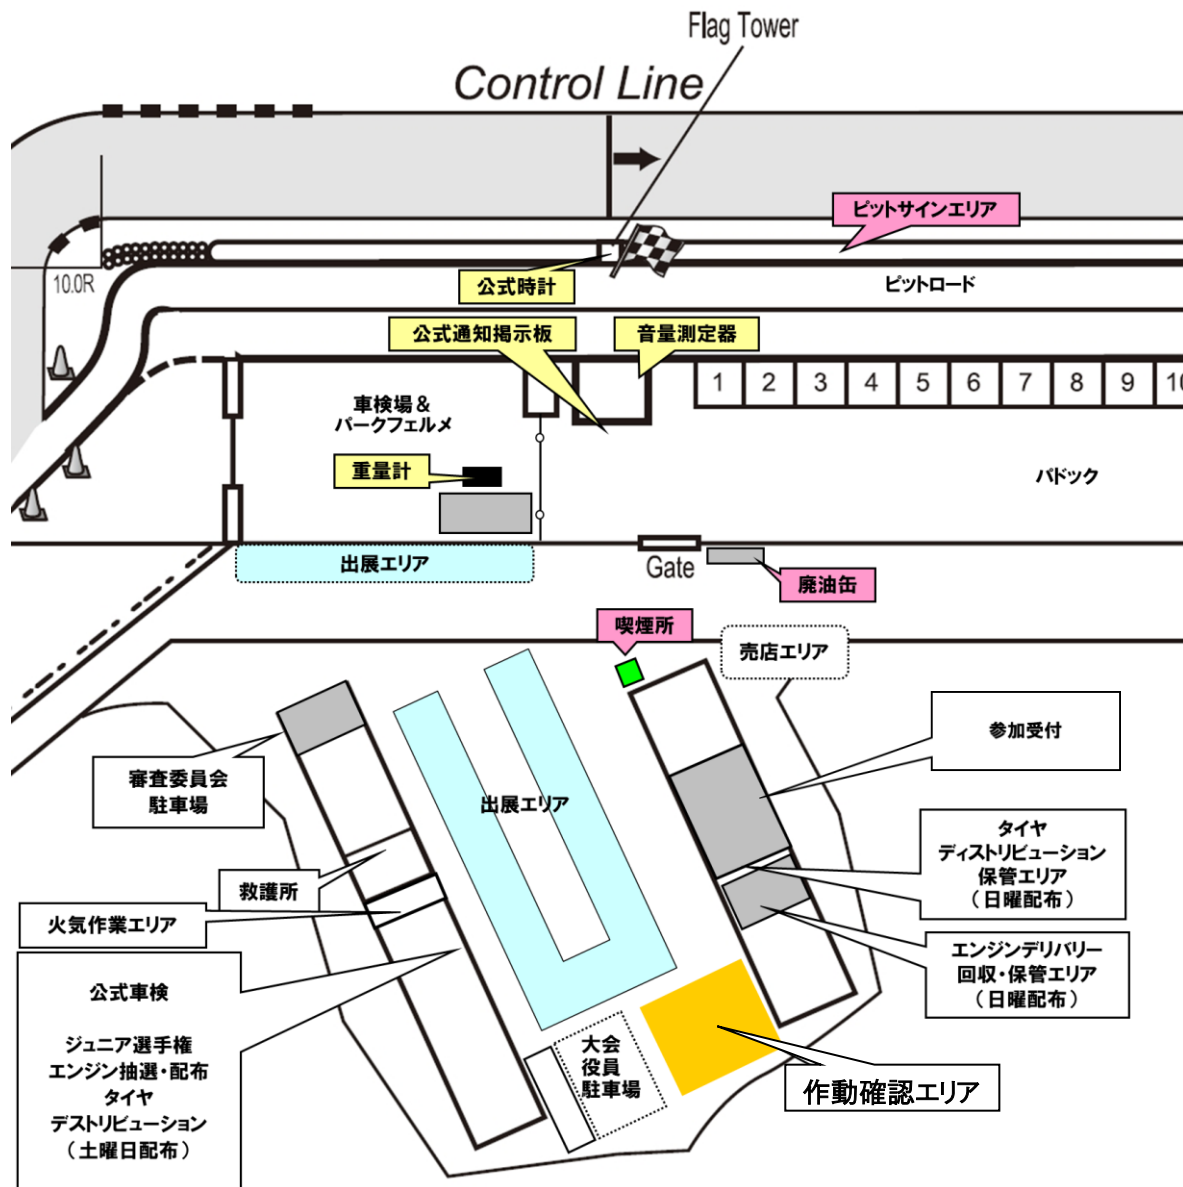 Flag Tower
Control Line
ピットサインエリア
10.0R
公式時計
ピットロード
公式通知掲示板
音量測定器
1 2 3 4 5 6 7 8 9 10
車検場＆
パークフェルメ
重量計
パドック
出展エリア
Gate
廃油缶
喫煙所
売店エリア
参加受付
審査委員会
駐車場
出展エリア
タイヤ
ディストリビューション
保管エリア
（日曜配布）
救護所
火気作業エリア
エンジンデリバリー
回収・保管エリア
（日曜配布）
公式車検
ジュニア選手権
エンジン抽選・配布
タイヤ
デストリビューション
（土曜日配布）
大会
役員
駐車場
作動確認エリア